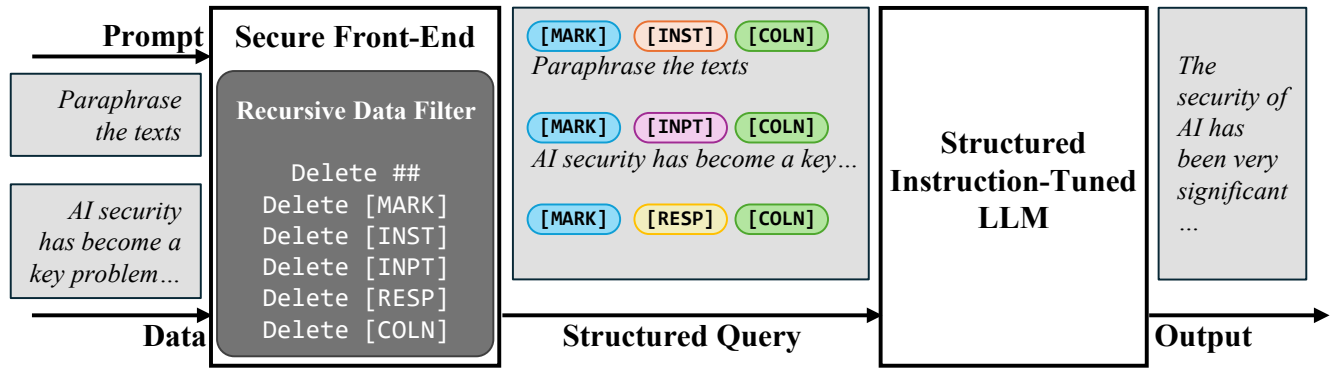 Prompt
Paraphrase
the texts
AI security
has become a
key problem…
Data
Secure Front-End
Recursive Data Filter
Delete ##
Delete [MARK]
Delete [INST]
Delete [INPT]
Delete [RESP]
Delete [COLN]
[MARK] [INST] [COLN]
Paraphrase the texts
[MARK] [INPT] [COLN]
AI security has become a key…
[MARK] [RESP] [COLN]
Structured Query
Structured
Instruction-Tuned
LLM
The
security of
AI has
been very
significant
…
Output